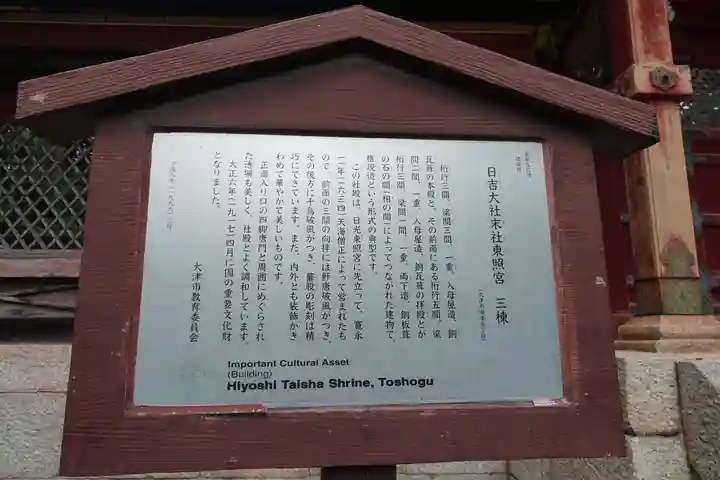 重要文化財
建造物
日吉大社末社東照宮 三棟
桁行三間、梁間三間、一重、入母屋造、銅
瓦葺の本殿と、その前面にある桁行五間、梁
間二間、一重、入母屋造、銅瓦葺の拝殿とが
桁行三間、梁間一間、一重、両下造、銅板葺
の石の間(相の間)によってつながれた建物で
権現造という形式の典型です。
この社殿は、日光東照宮に先立って、寛永
十一年(一六三四)天海僧正によって営まれたも
ので、前面の三間の向拝には軒唐破風がつき、
その後方に千鳥破風がつき、蟇股の彫刻は精
巧にできています。また、内外とも装飾がき
わめて華やかで美しいものです。
正面入り口の四脚唐門と周囲にめぐらされ
た透塀も美しく、社殿とよく調和しています。
大正六年(一九一七)四月に国の重要文化財
となりました。
大津市教育委員会
Important Cultural Asset
(Building)
Hiyoshi Taisha Shrine, Toshogu